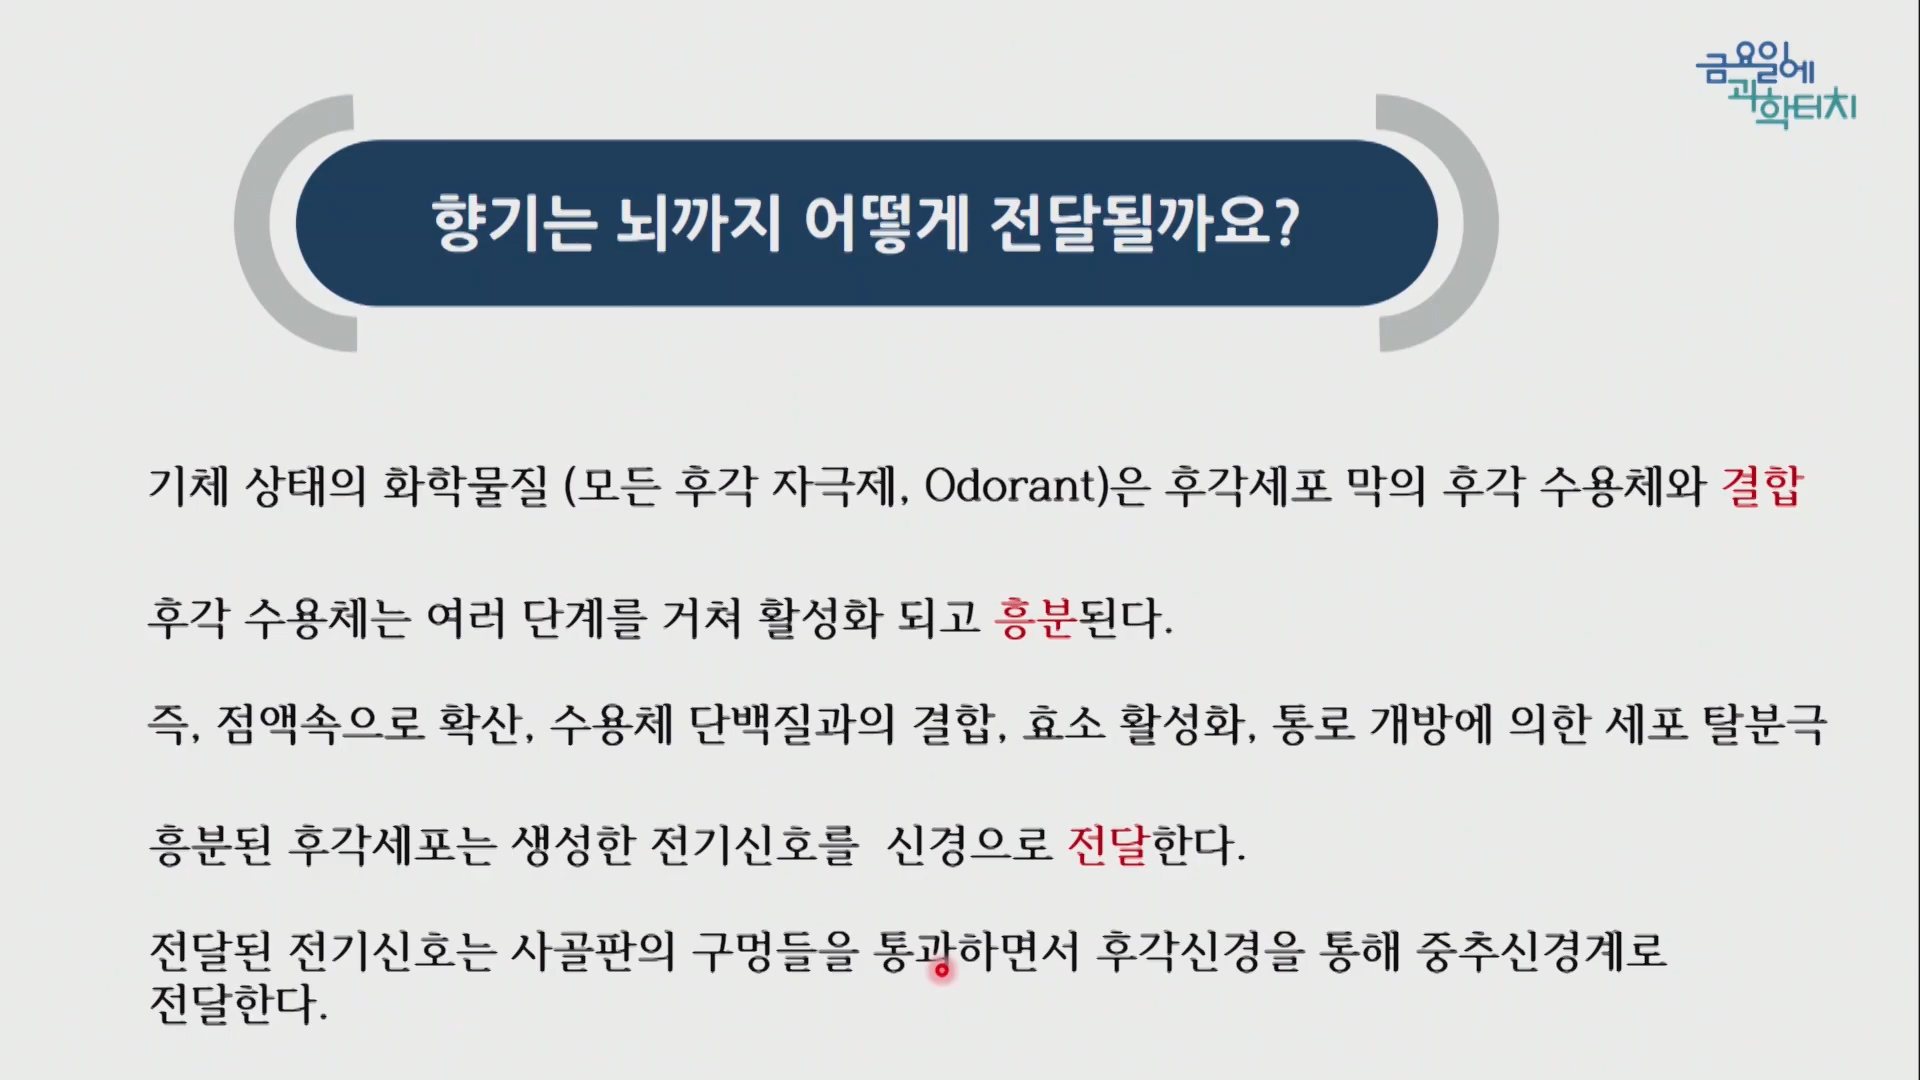 금요일에
과학터치
향기는 뇌까지 어떻게 전달될까요?
기체 상태의 화학물질 (모든 후각 자극제, Odorant)은 후각세포 막의 후각 수용체와 결합
후각 수용체는 여러 단계를 거쳐 활성화 되고 흥분된다.
즉, 점액속으로 확산, 수용체 단백질과의 결합, 효소 활성화, 통로 개방에 의한 세포 탈분극
흥분된 후각세포는 생성한 전기신호를 신경으로 전달한다.
전달된 전기신호는 사골판의 구멍들을 통과하면서 후각신경을 통해 중추신경계로
전달한다.